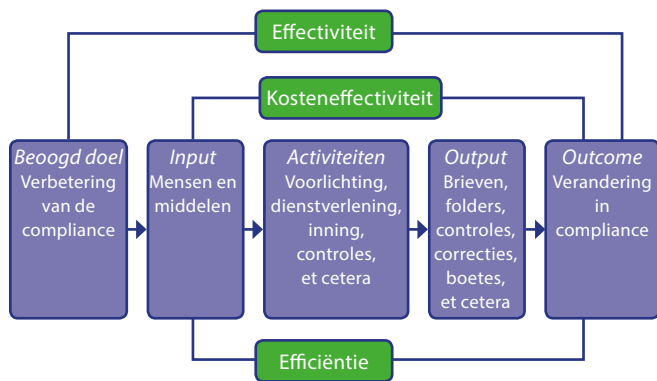 Effectiviteit
Kosteneffectiviteit
Beoogd doel
Verbetering
van de
compliance
Input
Mensen en
middelen
Activiteiten
Voorlichting,
dienstverlening,
inning,
controles,
et cetera
Output
Brieven,
folders,
controles,
correcties,
boetes,
et cetera
Outcome
Verandering
in
compliance
Efficiëntie